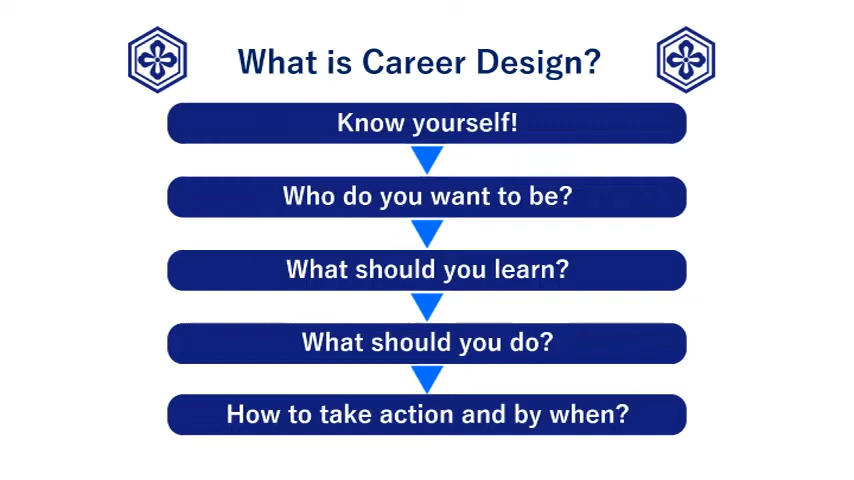 What is Career Design?
Know yourself!
Who do you want to be?
What should you learn?
What should you do?
How to take action and by when?